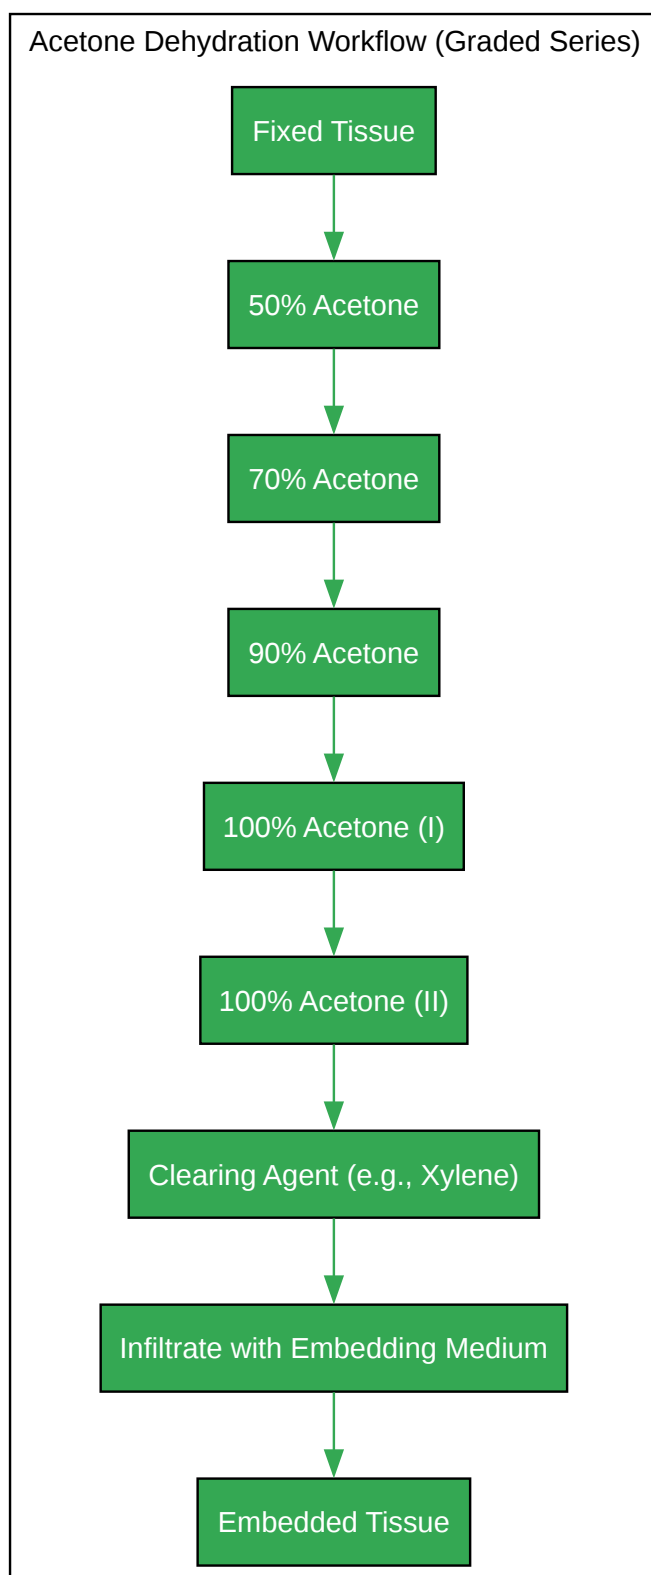 Acetone Dehydration Workflow (Graded Series)
Fixed Tissue
50% Acetone
70% Acetone
90% Acetone
100% Acetone (I)
100% Acetone (II)
Clearing Agent (e.g., Xylene)
Infiltrate with Embedding Medium
Embedded Tissue